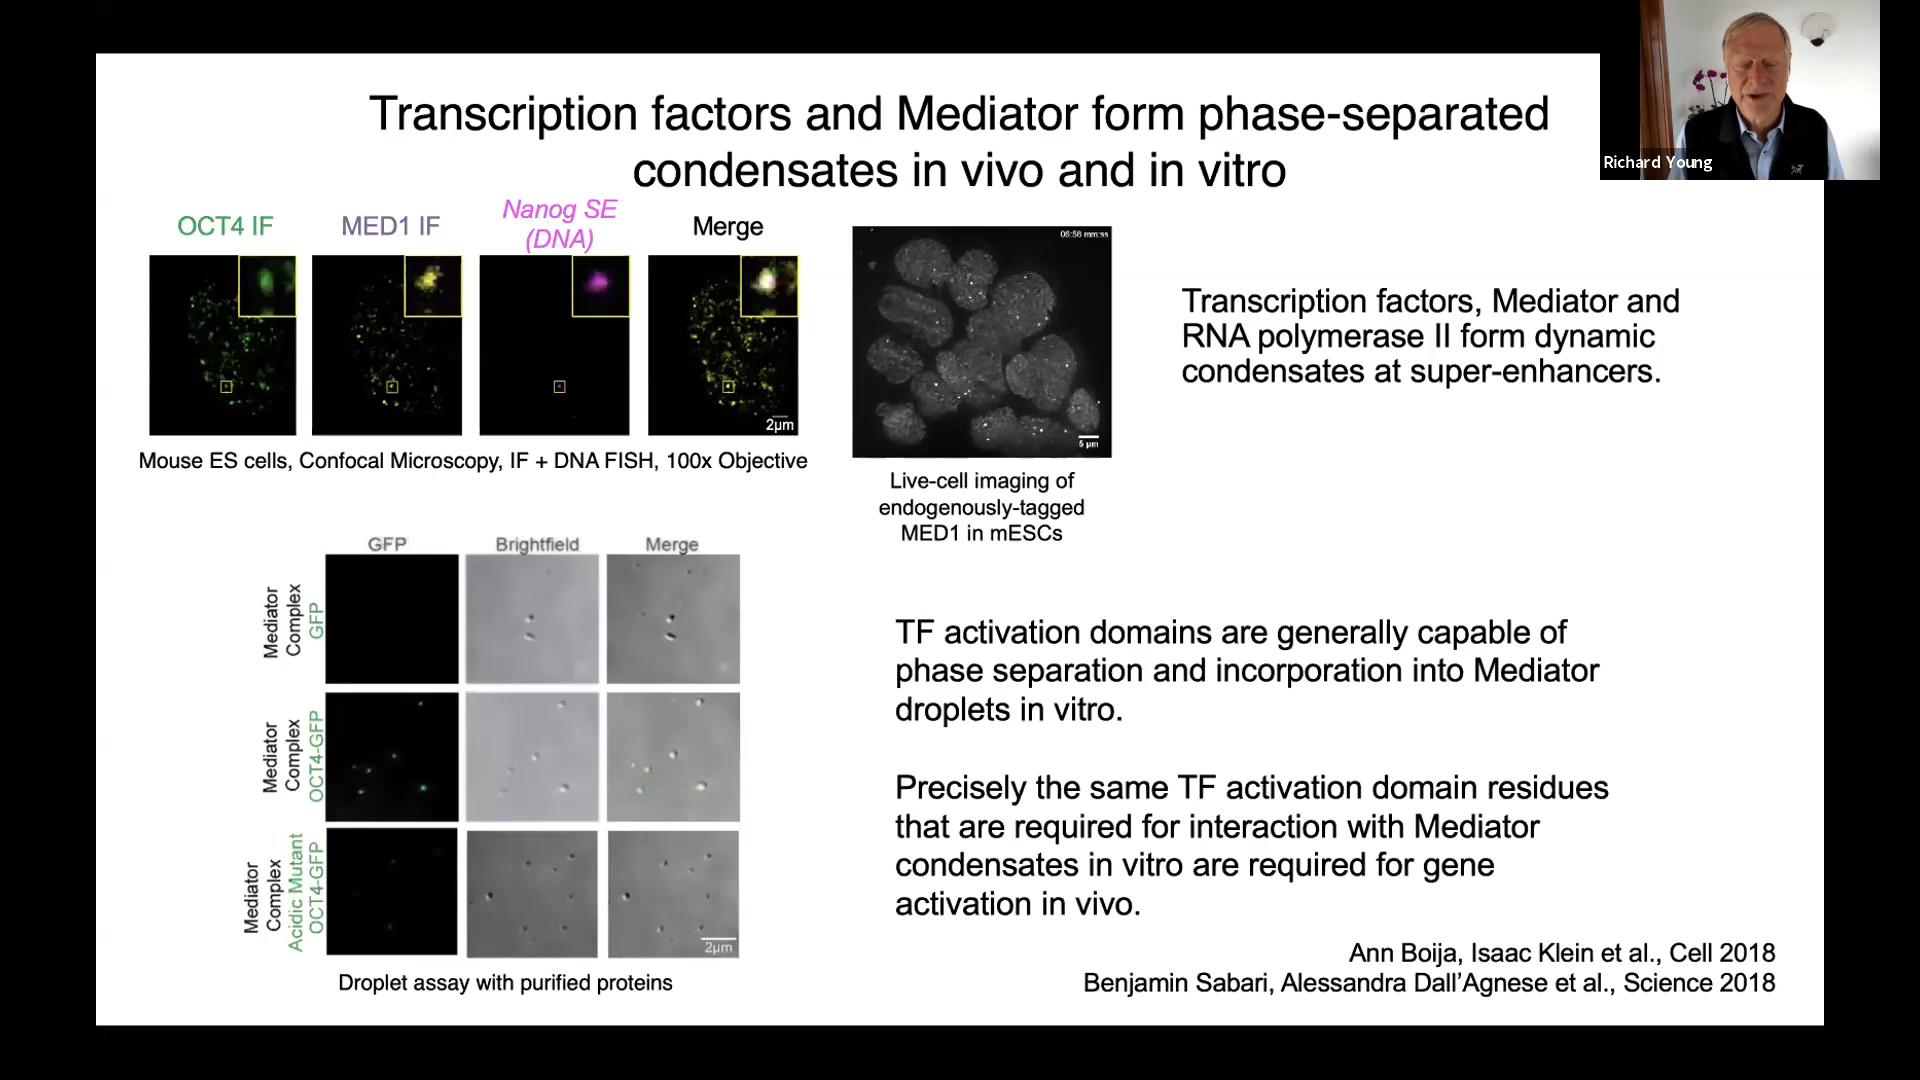 Transcription factors and Mediator form phase-separated
condensates in vivo and in vitro
Richard Young
OCT4 IF
MED1 IF
Nanog SE
(DNA)
Merge
2µm
Mouse ES cells, Confocal Microscopy, IF + DNA FISH, 100x Objective
06:58 mm:ss
5 µm
Live-cell imaging of
endogenously-tagged
MED1 in mESCs
Transcription factors, Mediator and
RNA polymerase II form dynamic
condensates at super-enhancers.
GFP
Brightfield
Merge
Mediator
Complex
GFP
Mediator
Complex
OCT4-GFP
Mediator
Complex
Acidic Mutant
OCT4-GFP
2µm
Droplet assay with purified proteins
TF activation domains are generally capable of
phase separation and incorporation into Mediator
droplets in vitro.
Precisely the same TF activation domain residues
that are required for interaction with Mediator
condensates in vitro are required for gene
activation in vivo.
Ann Boija, Isaac Klein et al., Cell 2018
Benjamin Sabari, Alessandra Dall’Agnese et al., Science 2018